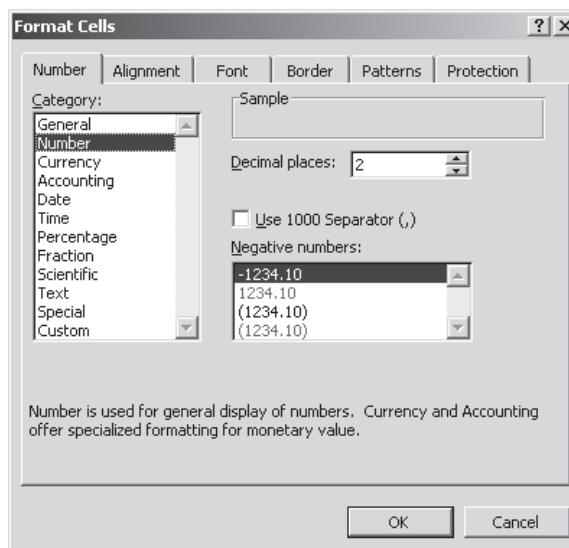 Format Cells
? X
Number Alignment Font Border Patterns Protection
Category:
General
Number
Currency
Accounting
Date
Time
Percentage
Fraction
Scientific
Text
Special
Custom
Sample
Decimal places: 2
Use 1000 Separator (,)
Negative numbers:
-1234.10
1234.10
(1234.10)
(1234.10)
Number is used for general display of numbers. Currency and Accounting
offer specialized formatting for monetary value.
OK Cancel